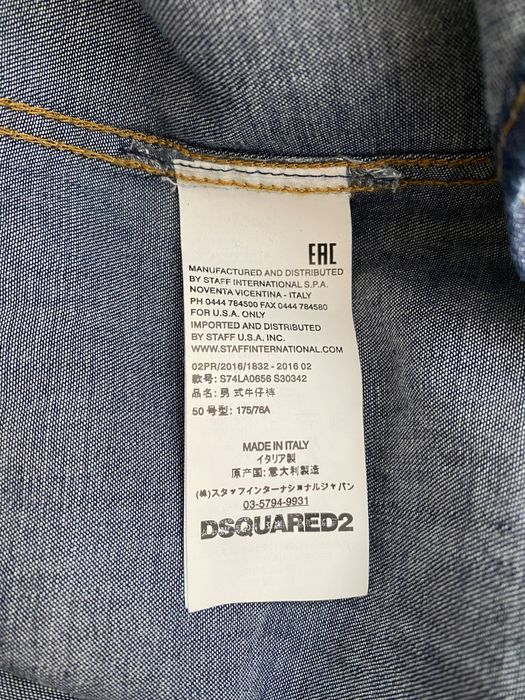 EAC
MANUFACTURED AND DISTRIBUTED
BY STAFF INTERNATIONAL S.P.A.
NOVENTA VICENTINA - ITALY
PH 0444 784500 FAX 0444 784580
FOR U.S.A. ONLY
IMPORTED AND DISTRIBUTED
BY STAFF U.S.A. INC.
WWW.STAFFINTERNATIONAL.COM
02PR/2016/1832 - 2016 02
款号: S74LA0656 S30342
品名: 男 式牛仔裤
50 号型: 175/76A
MADE IN ITALY
イタリア製
原产国: 意大利製造
(株)スタッフインターナショナルジャパン
03-5794-9931
DSQUARED2